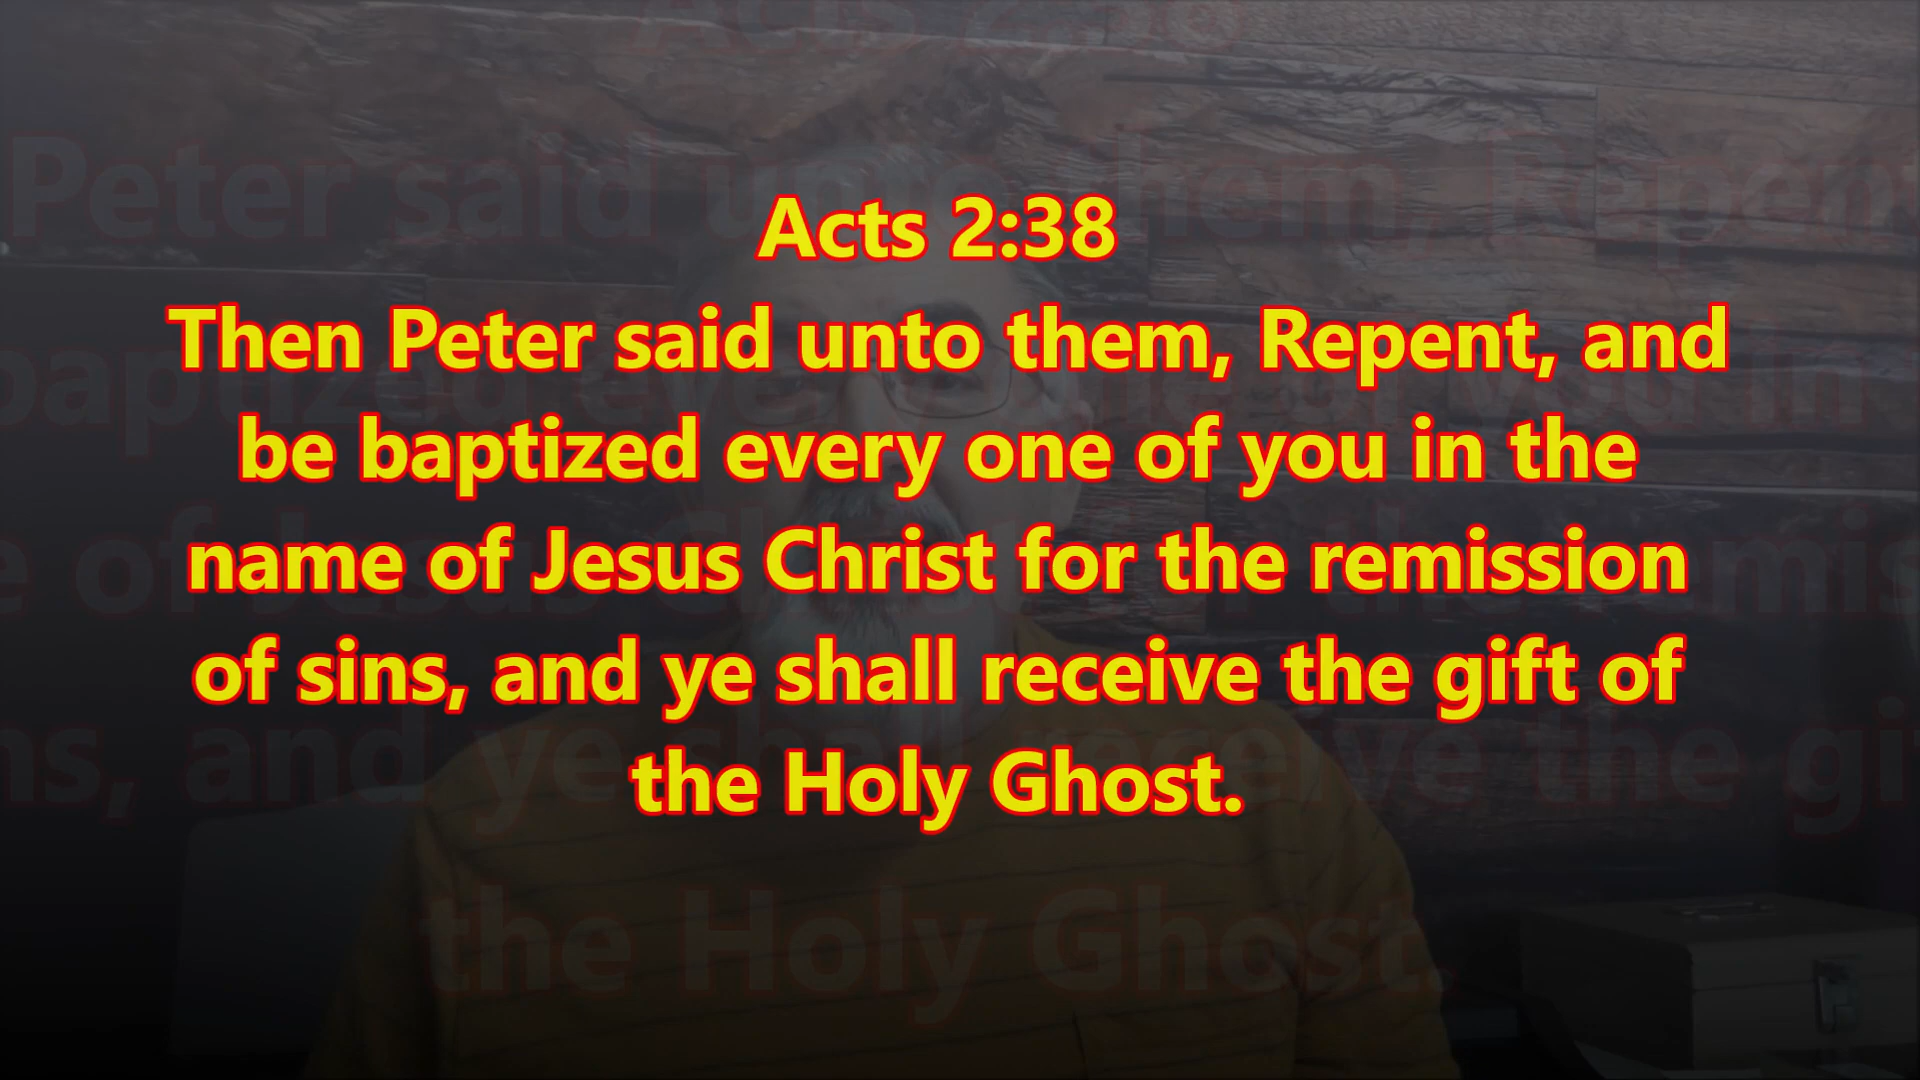 Acts 2:38
Then Peter said unto them, Repent, and
be baptized every one of you in the
name of Jesus Christ for the remission
of sins, and ye shall receive the gift of
the Holy Ghost.